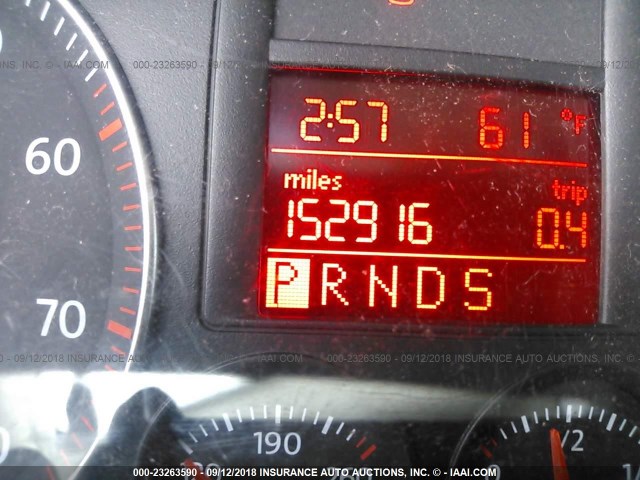 2:57 61 °F
miles trip
152916 0.4
P R N D S
60
70
190
1/2
000-23263590 - 09/12/2018 INSURANCE AUTO AUCTIONS, INC. - © - IAAI.COM